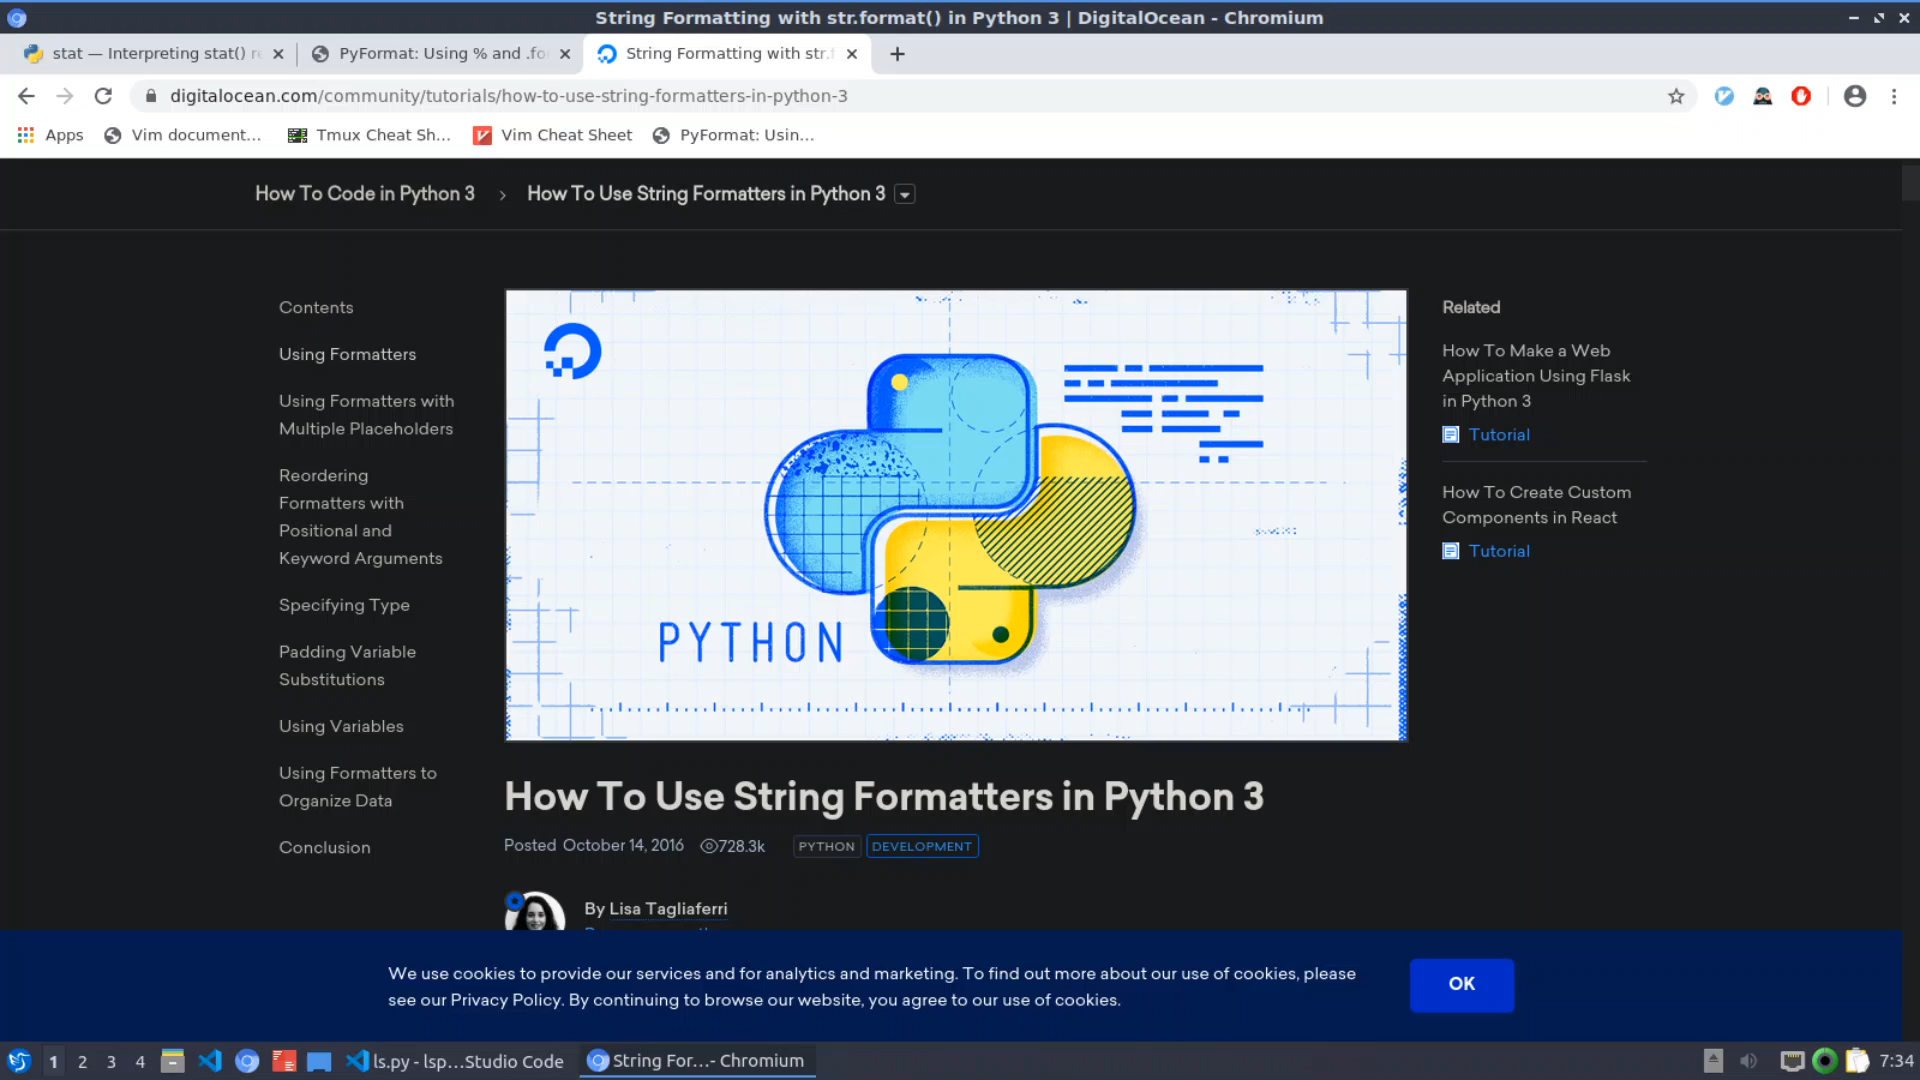 String Formatting with str.format() in Python 3 | DigitalOcean - Chromium
stat — Interpreting stat() re
PyFormat: Using % and .fo
String Formatting with str.f
digitalocean.com/community/tutorials/how-to-use-string-formatters-in-python-3
Apps
Vim document...
Tmux Cheat Sh...
Vim Cheat Sheet
PyFormat: Usin...
How To Code in Python 3
How To Use String Formatters in Python 3
Contents
Using Formatters
Using Formatters with
Multiple Placeholders
Reordering
Formatters with
Positional and
Keyword Arguments
Specifying Type
Padding Variable
Substitutions
Using Variables
Using Formatters to
Organize Data
Conclusion
PYTHON
Related
How To Make a Web
Application Using Flask
in Python 3
Tutorial
How To Create Custom
Components in React
Tutorial
How To Use String Formatters in Python 3
Posted October 14, 2016 728.3k PYTHON DEVELOPMENT
By Lisa Tagliaferri
We use cookies to provide our services and for analytics and marketing. To find out more about our use of cookies, please
see our Privacy Policy. By continuing to browse our website, you agree to our use of cookies.
OK
1 2 3 4
ls.py - lsp...Studio Code
String For...- Chromium
7:34